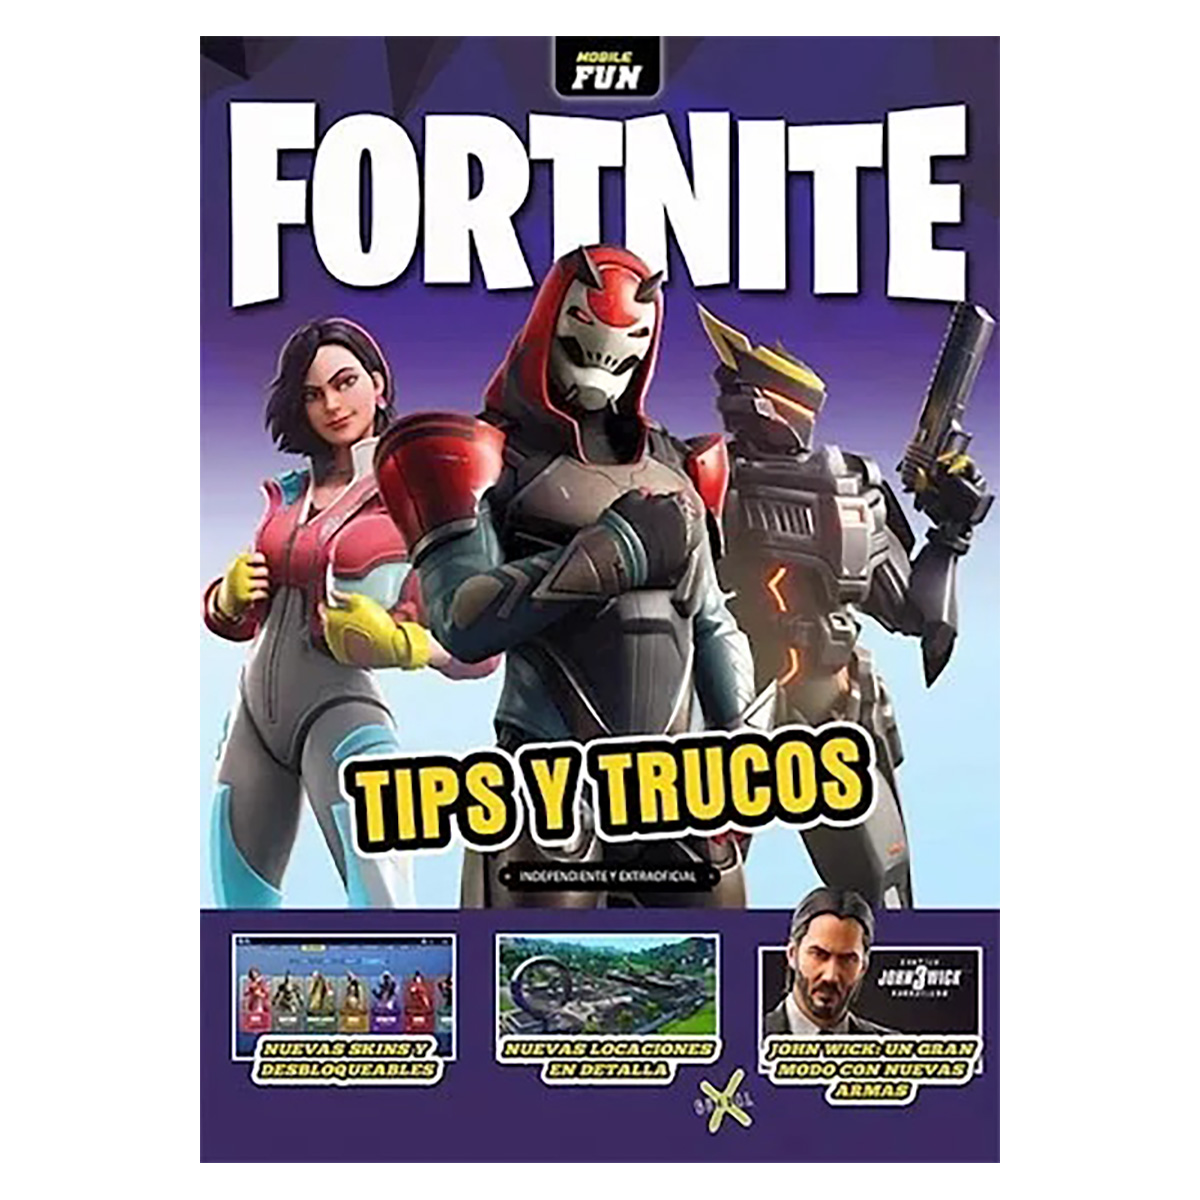 MOBILE
FUN
FORTNITE
TIPS Y TRUCOS
INDEPENDIENTE Y EXTRAOFICIAL
JOHN 3 WICK
NUEVAS SKINS Y
DESBLOQUEABLES
NUEVAS LOCACIONES
EN DETALLA
JOHN WICK: UN GRAN
MODO CON NUEVAS
ARMAS